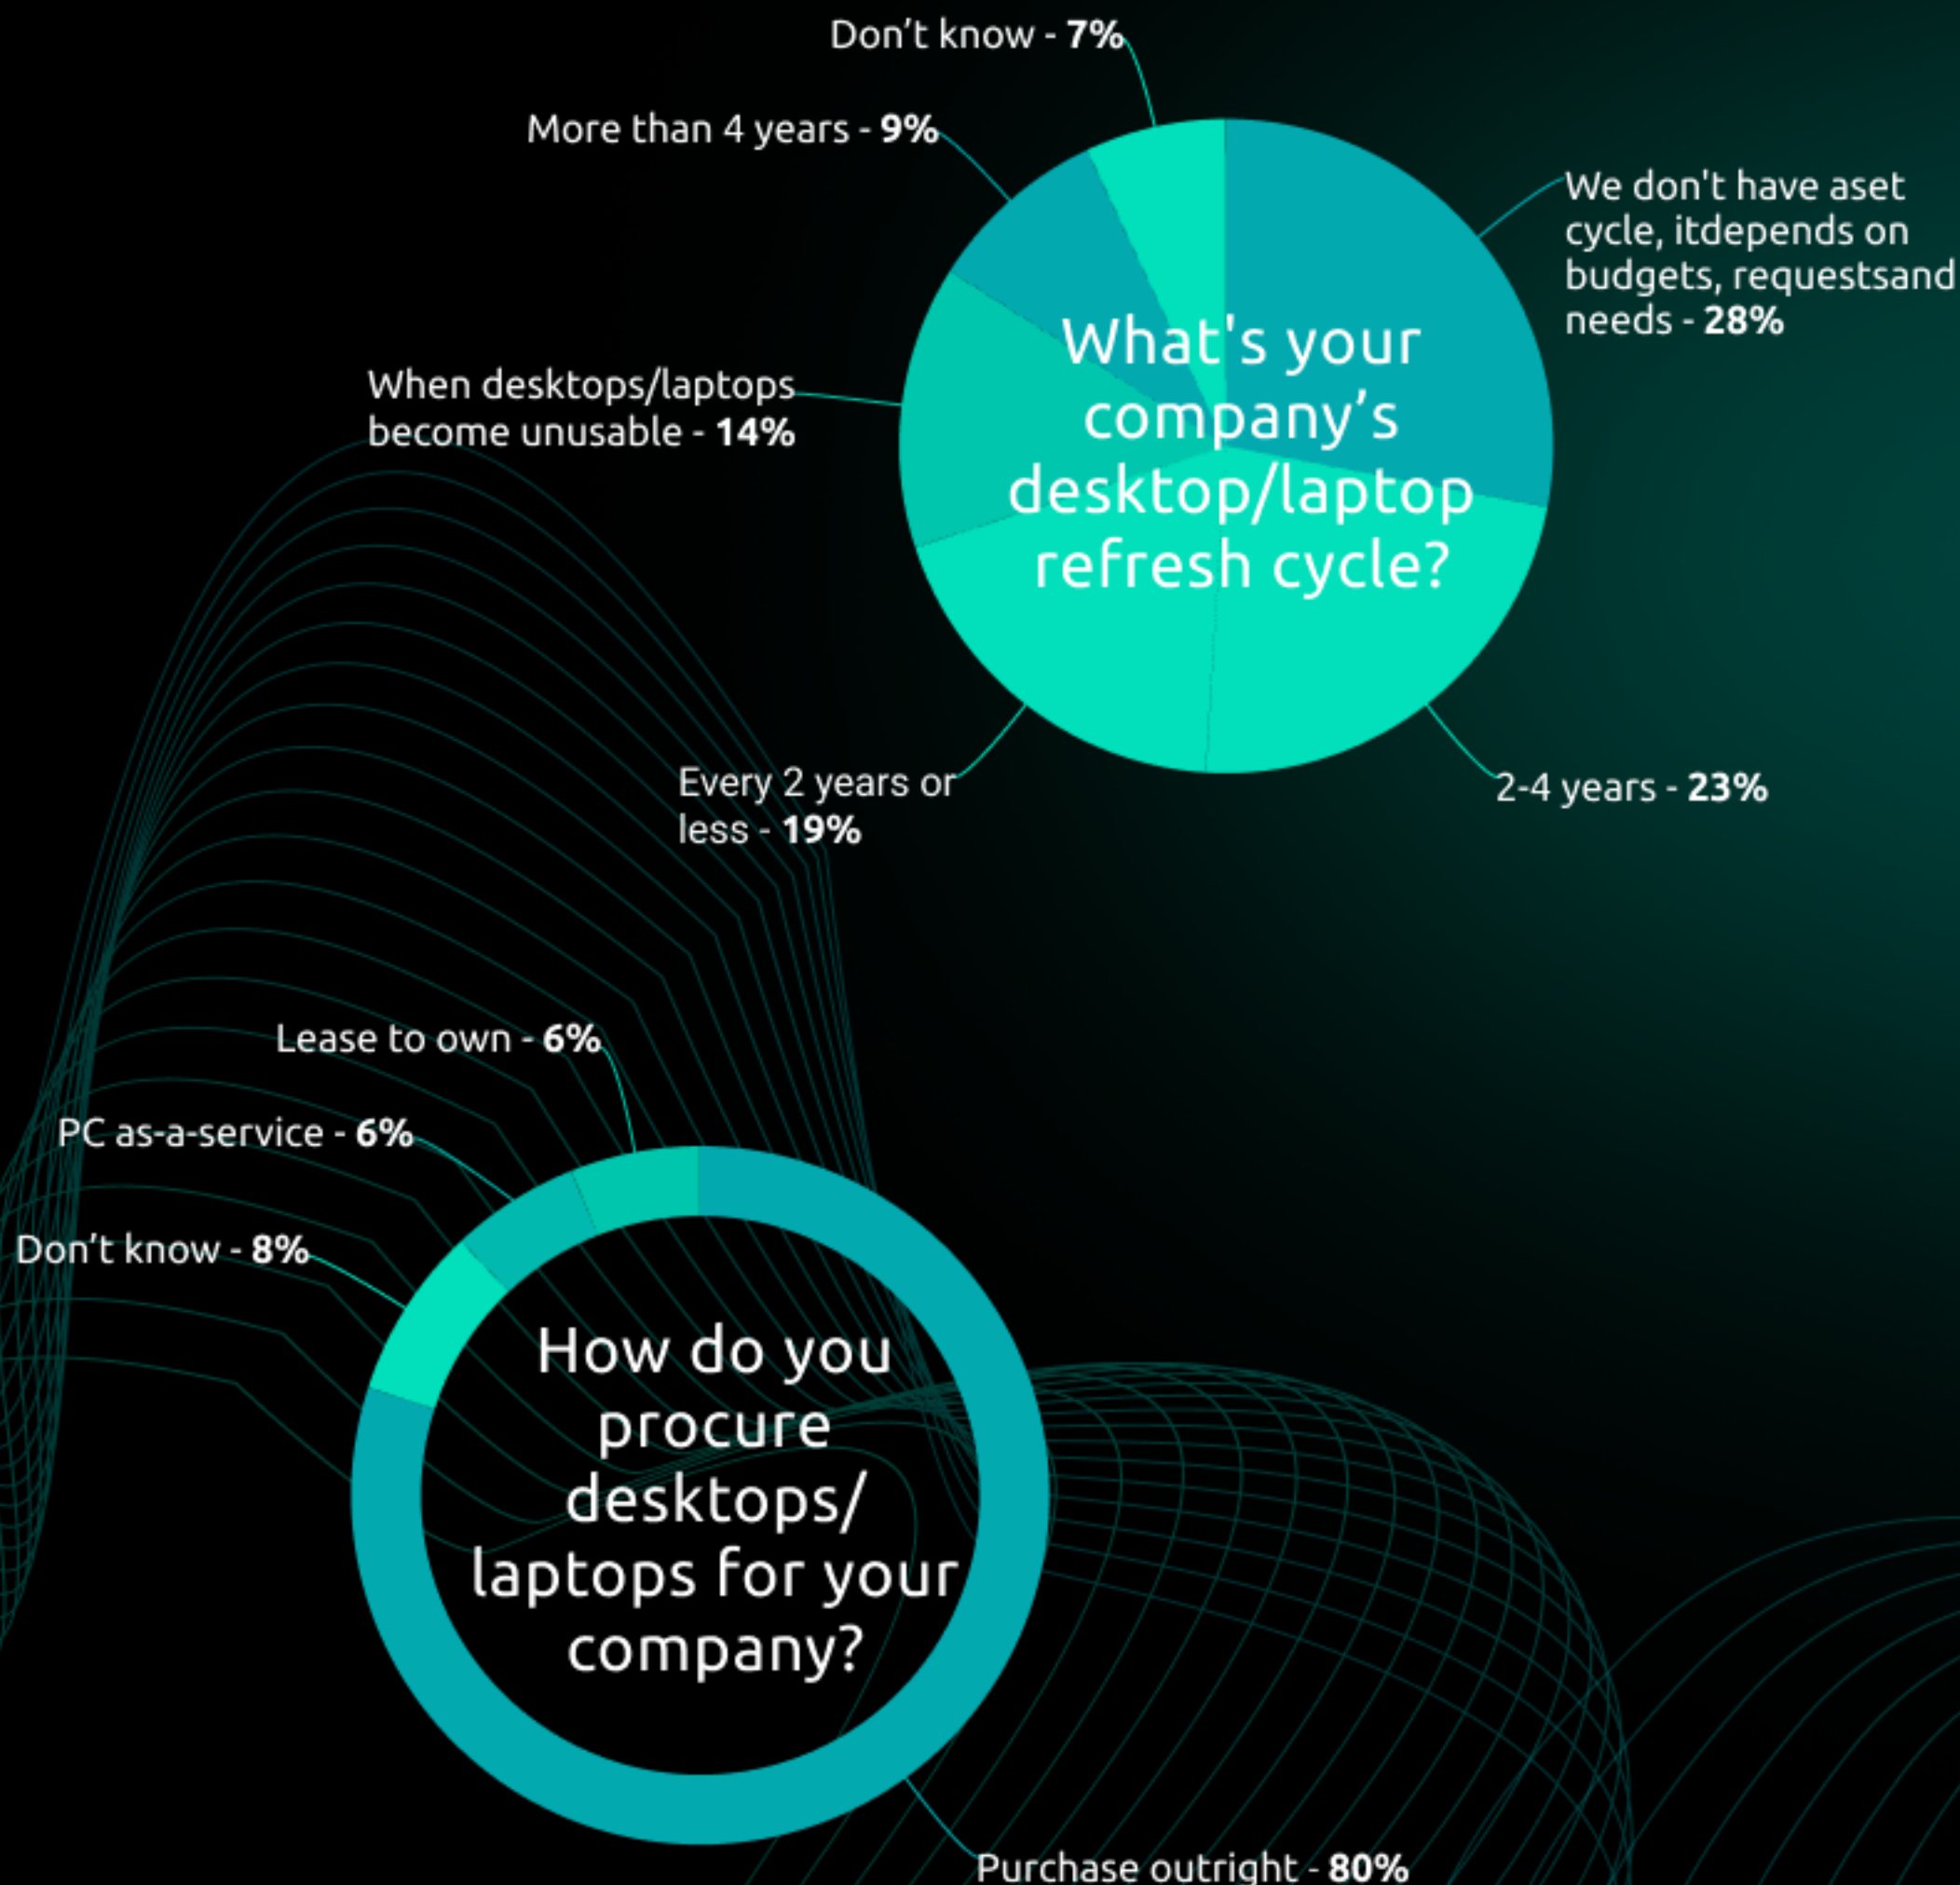 Don’t know - 7%
More than 4 years - 9%
We don't have aset
cycle, itdepends on
budgets, requestsand
needs - 28%
What's your
company’s
desktop/laptop
refresh cycle?
When desktops/laptops
become unusable - 14%
Every 2 years or
less - 19%
2-4 years - 23%
Lease to own - 6%
PC as-a-service - 6%
Don’t know - 8%
How do you
procure
desktops/
laptops for your
company?
Purchase outright - 80%